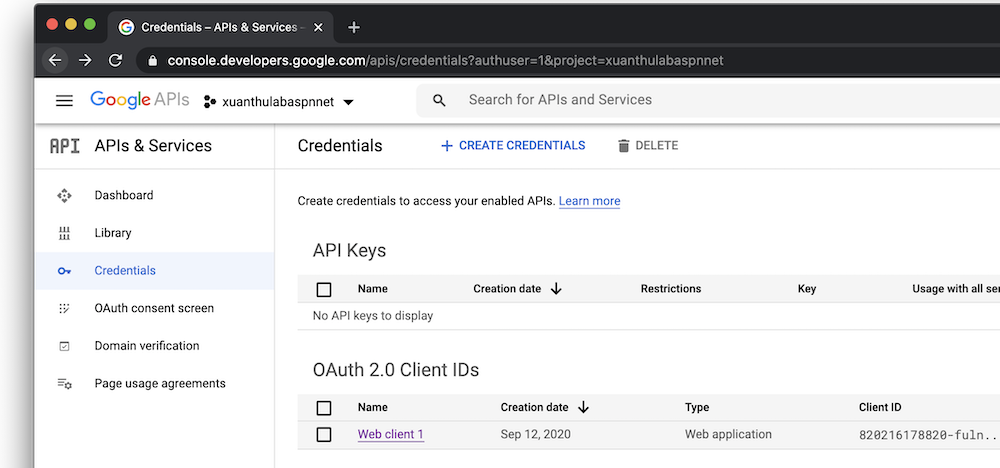 Credentials – APIs & Services –
console.developers.google.com/apis/credentials?authuser=1&project=xuanthulabaspnnet
Google APIs xuanthulabaspnnet Search for APIs and Services
API APIs & Services Credentials CREATE CREDENTIALS DELETE
Dashboard
Library
Credentials
OAuth consent screen
Domain verification
Page usage agreements
Create credentials to access your enabled APIs. Learn more
API Keys
Name Creation date Restrictions Key Usage with all ser
No API keys to display
OAuth 2.0 Client IDs
Name Creation date Type Client ID
Web client 1 Sep 12, 2020 Web application 820216178820-fuln...